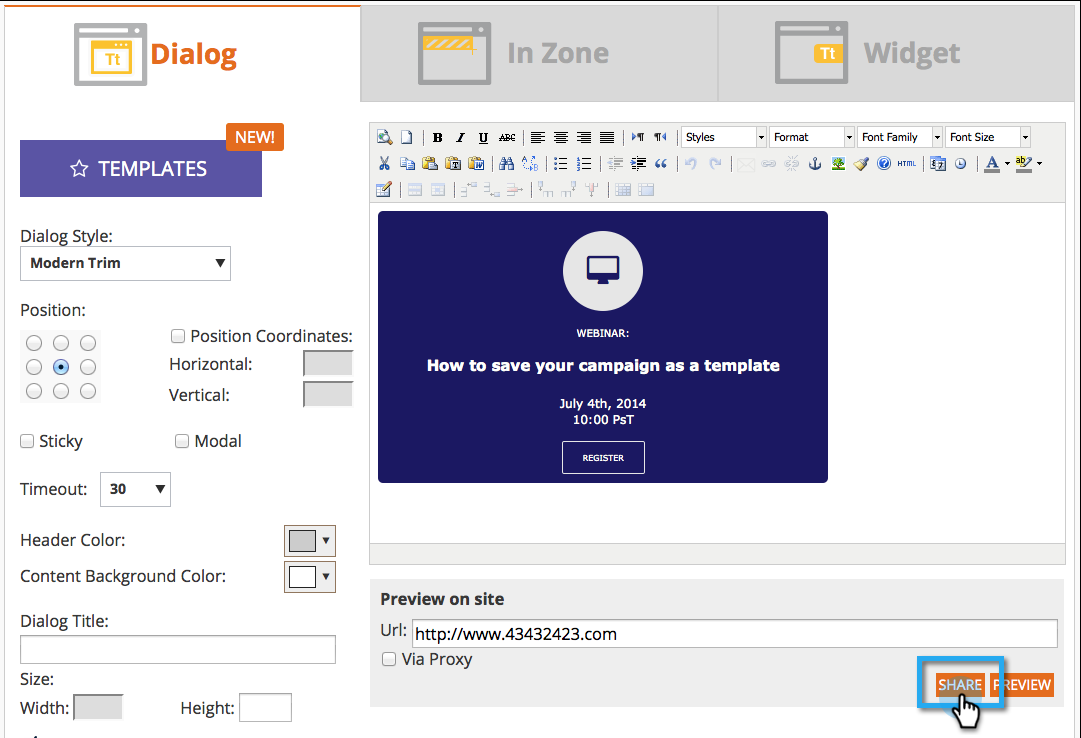 Tt Dialog
In Zone
Tt Widget
NEW!
TEMPLATES
Dialog Style:
Modern Trim
Position:
Position Coordinates:
Horizontal:
Vertical:
Sticky
Modal
Timeout:
30
Header Color:
Content Background Color:
Dialog Title:
Size:
Width:
Height:
B I U ABC Styles Format Font Family Font Size
HTML A ab
WEBINAR:
How to save your campaign as a template
July 4th, 2014
10:00 PsT
REGISTER
Preview on site
Url: http://www.43432423.com
Via Proxy
SHARE PREVIEW